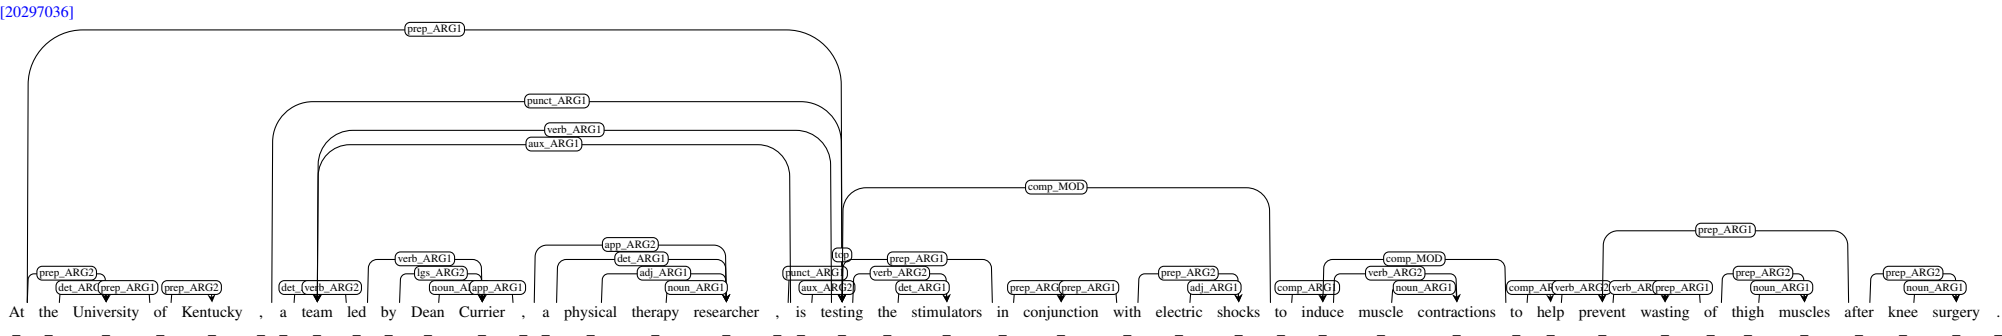 [20297036]
prep_ARG1
punct_ARG1
verb_ARG1
aux_ARG1
comp_MOD
prep_ARG1
app_ARG2
top
verb_ARG1 det_ARG1 prep_ARG1 comp_MOD
prep_ARG2 lgs_ARG2 adj_ARG1 punct_ARG1 verb_ARG2 prep_ARG2 verb_ARG2 prep_ARG2 prep_ARG2
prep_ARG1 prep_ARG2 verb_ARG2 app_ARG1 noun_ARG1 aux_ARG2 det_ARG1 prep_ARG1 adj_ARG1 noun_ARG1 verb_ARG2 prep_ARG1 noun_ARG1 noun_ARG1
At the University of Kentucky , a team led by Dean Currier , a physical therapy researcher , is testing the stimulators in conjunction with electric shocks to induce muscle contractions to help prevent wasting of thigh muscles after knee surgery .